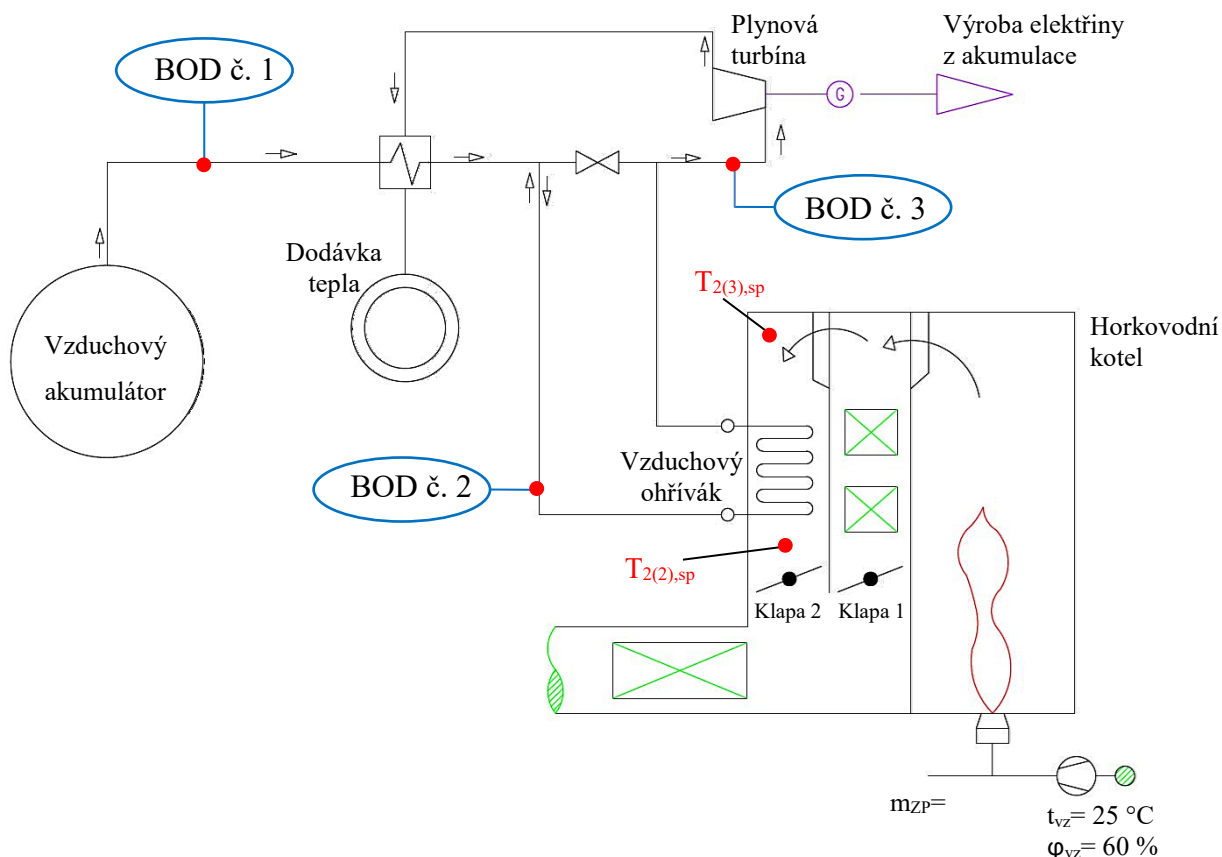 Plynová
turbína
Výroba elektřiny
z akumulace
BOD č. 1
G
BOD č. 3
Dodávka
tepla
T2(3),sp
Horkovodní
kotel
Vzduchový
akumulátor
Vzduchový
ohřívák
BOD č. 2
T2(2),sp
Klapa 2
Klapa 1
mZP=
tvz= 25 °C
φvz= 60 %